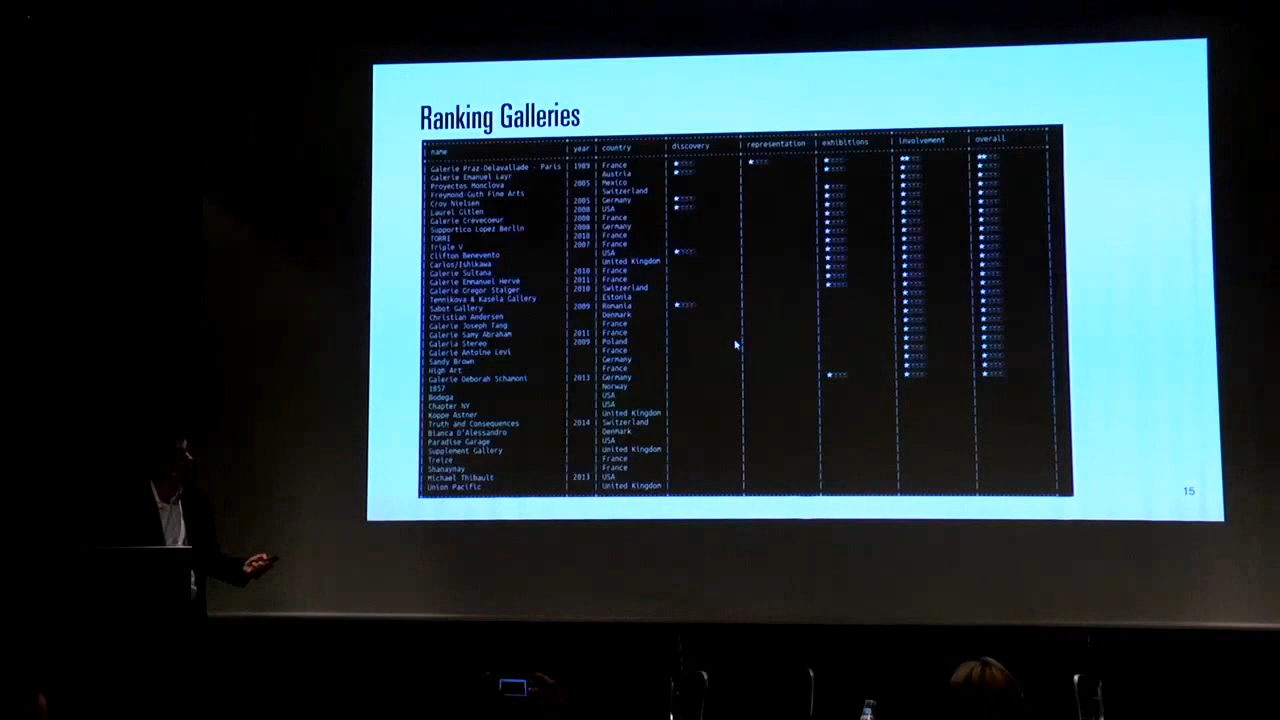 Ranking Galleries
name | year | country | discovery | representation | exhibitions | involvement | overall
Galerie Praz-Delavallade - Paris | 1989 | France
Galerie Emanuel Layr | Austria
Proyectos Monclova | 2005 | Mexico
Freymond-Guth Fine Arts | Switzerland
Croy Nielsen | 2005 | Germany
Laurel Gitlen | 2008 | USA
Galerie Crèvecoeur | 2008 | France
Supportico Lopez Berlin | 2008 | Germany
TORRI | 2010 | France
Triple V | 2007 | France
Clifton Benevento | USA
Carlos/Ishikawa | United Kingdom
Galerie Sultana | 2010 | France
Galerie Emmanuel Hervé | 2011 | France
Galerie Gregor Staiger | 2010 | Switzerland
Temnikova & Kasela Gallery | Estonia
Sabot Gallery | 2009 | Romania
Christian Andersen | Denmark
Galerie Joseph Tang | France
Galerie Samy Abraham | 2011 | France
Galeria Stereo | 2009 | Poland
Galerie Antoine Levi | France
Sandy Brown | Germany
High Art | France
Galerie Deborah Schamoni | 2013 | Germany
1857 | Norway
Bodega | USA
Chapter NY | USA
Koppe Astner | United Kingdom
Truth and Consequences | 2014 | Switzerland
Bianca D'Alessandro | Denmark
Paradise Garage | USA
Supplement Gallery | United Kingdom
Treize | France
Shanaynay | France
Michael Thibault | 2013 | USA
Union Pacific | United Kingdom
15